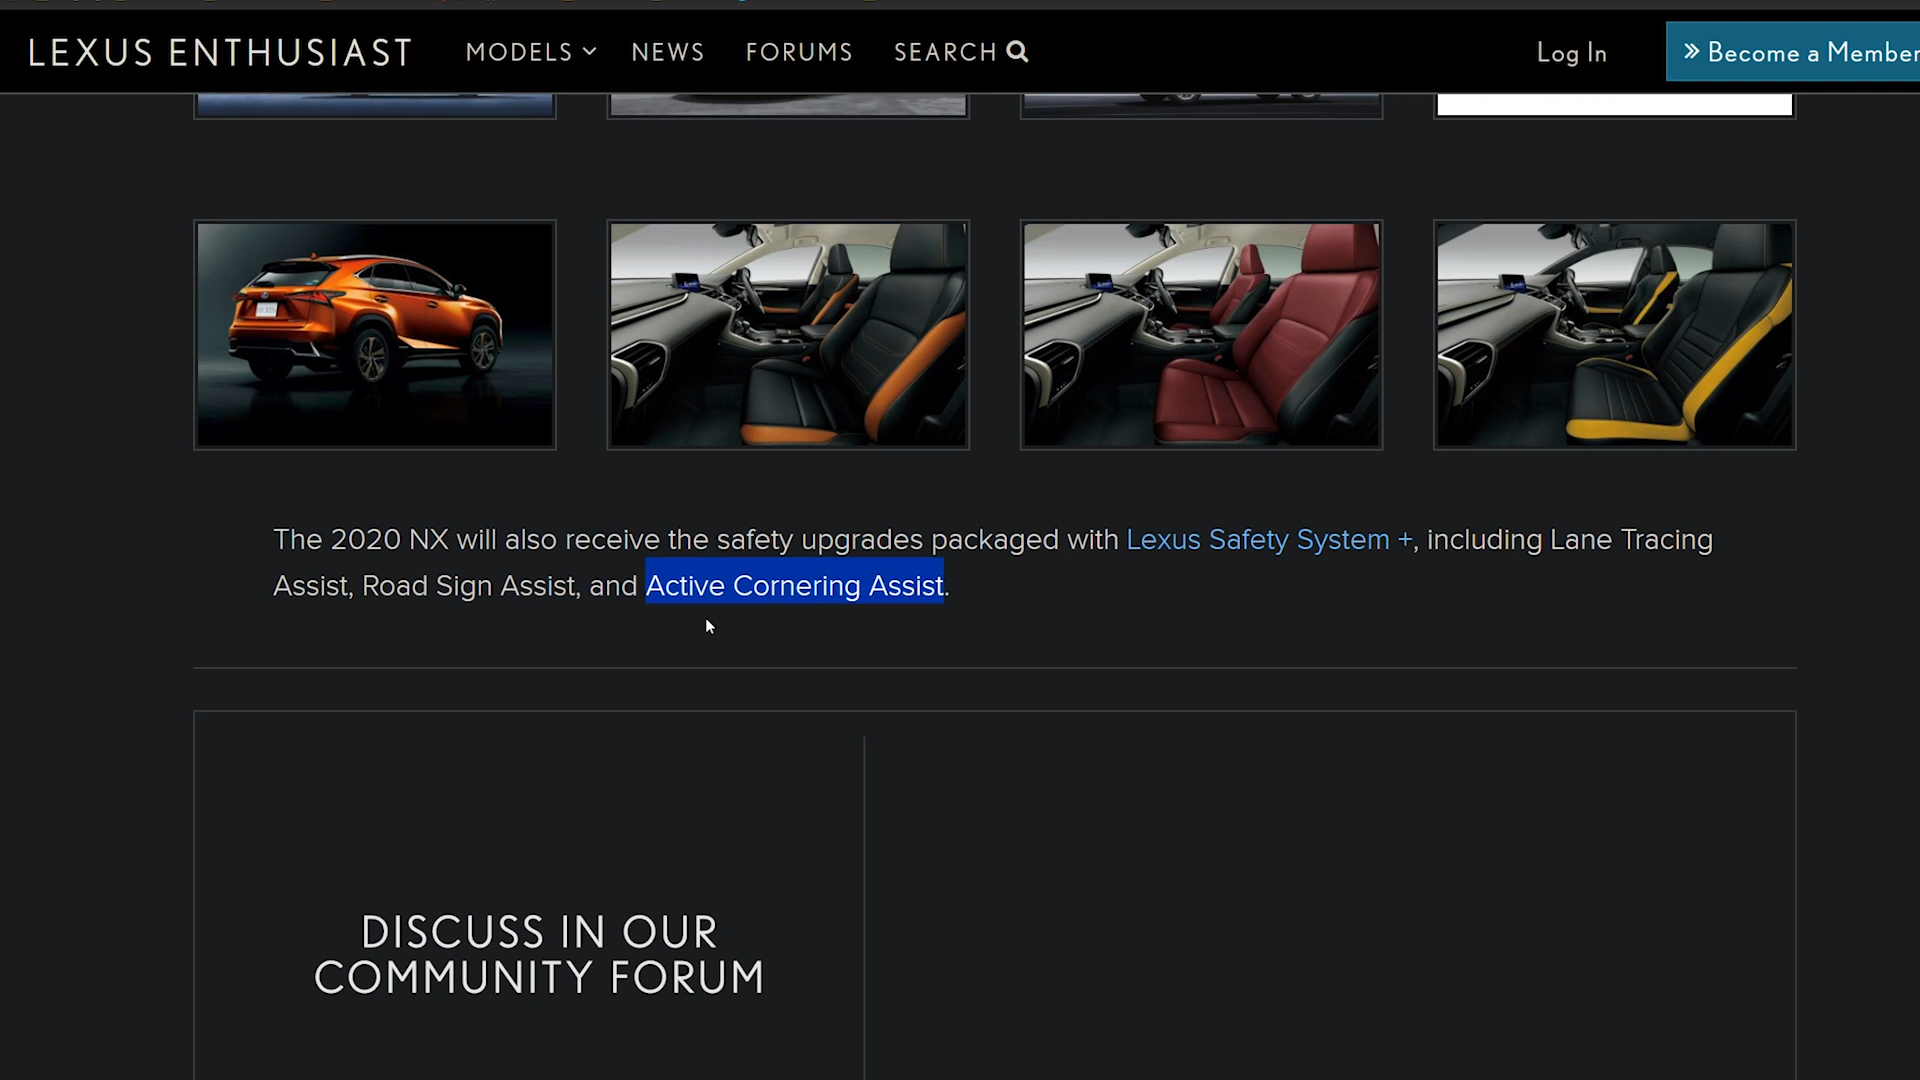 LEXUS ENTHUSIAST MODELS NEWS FORUMS SEARCH Log In » Become a Member
The 2020 NX will also receive the safety upgrades packaged with Lexus Safety System +, including Lane Tracing
Assist, Road Sign Assist, and Active Cornering Assist.
DISCUSS IN OUR
COMMUNITY FORUM